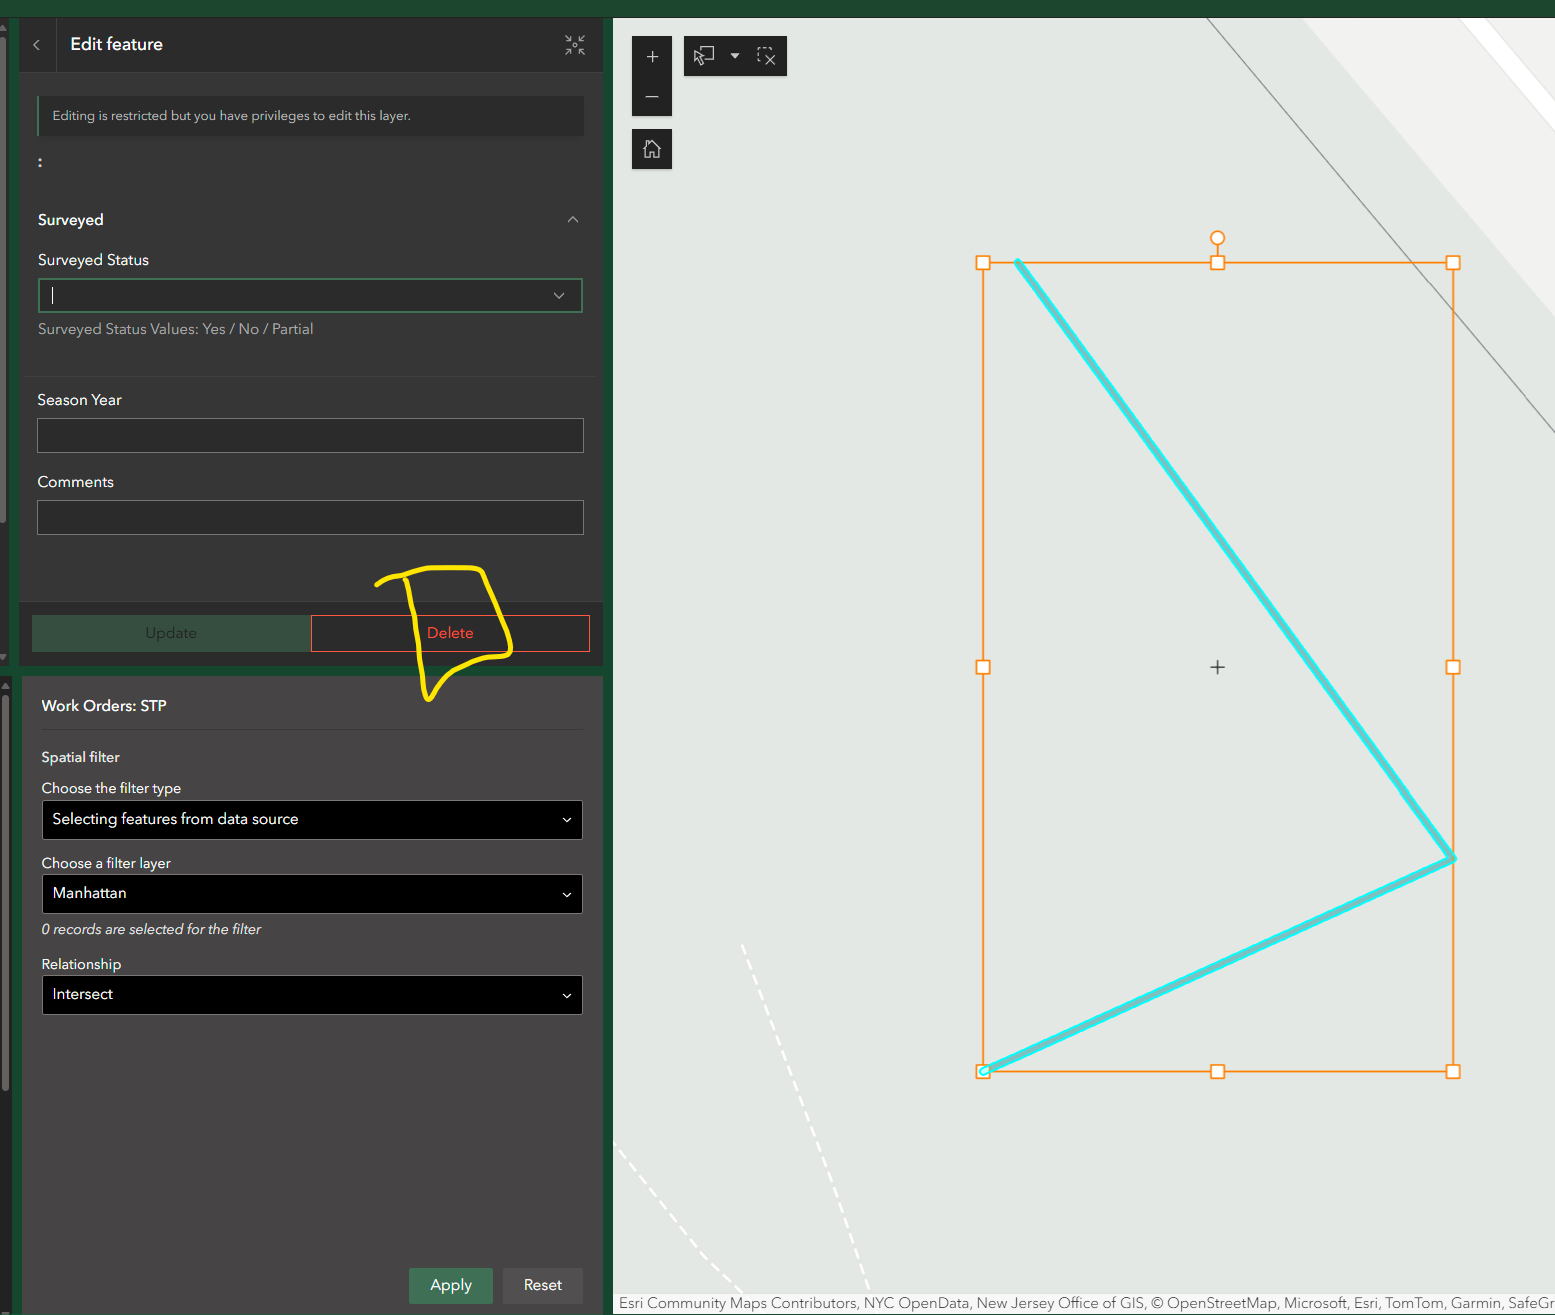 Edit feature
Editing is restricted but you have privileges to edit this layer.
:
Surveyed
Surveyed Status
Surveyed Status Values: Yes / No / Partial
Season Year
Comments
Update
Delete
Work Orders: STP
Spatial filter
Choose the filter type
Selecting features from data source
Choose a filter layer
Manhattan
0 records are selected for the filter
Relationship
Intersect
Apply
Reset
Esri Community Maps Contributors, NYC OpenData, New Jersey Office of GIS, © OpenStreetMap, Microsoft, Esri, TomTom, Garmin, SafeGr